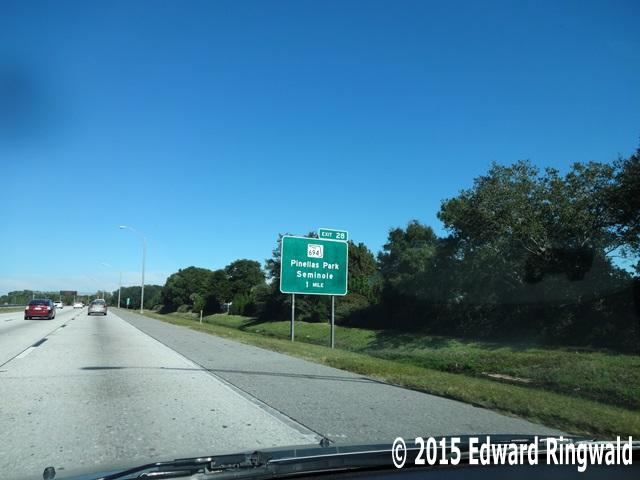 EXIT 28
694
Pinellas Park
Seminole
1 MILE
© 2015 Edward Ringwald